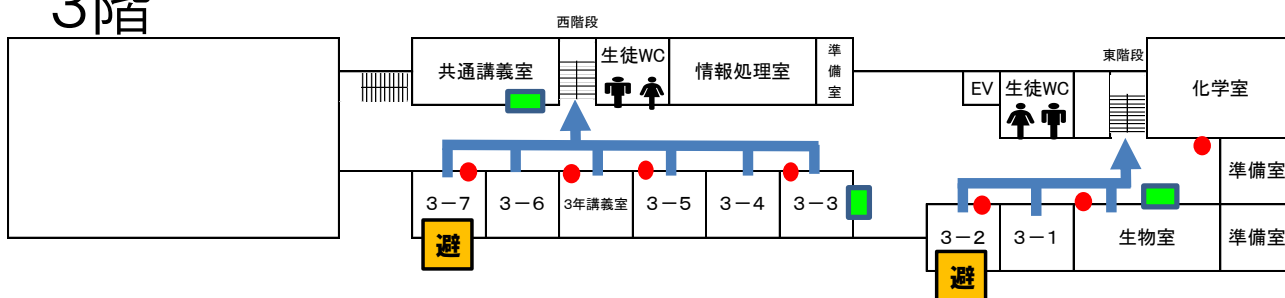 3階
西階段
共通講義室
生徒WC
情報処理室
準備室
東階段
EV
生徒WC
化学室
準備室
3－7
3－6
3年講義室
3－5
3－4
3－3
3－2
3－1
生物室
準備室
避
避